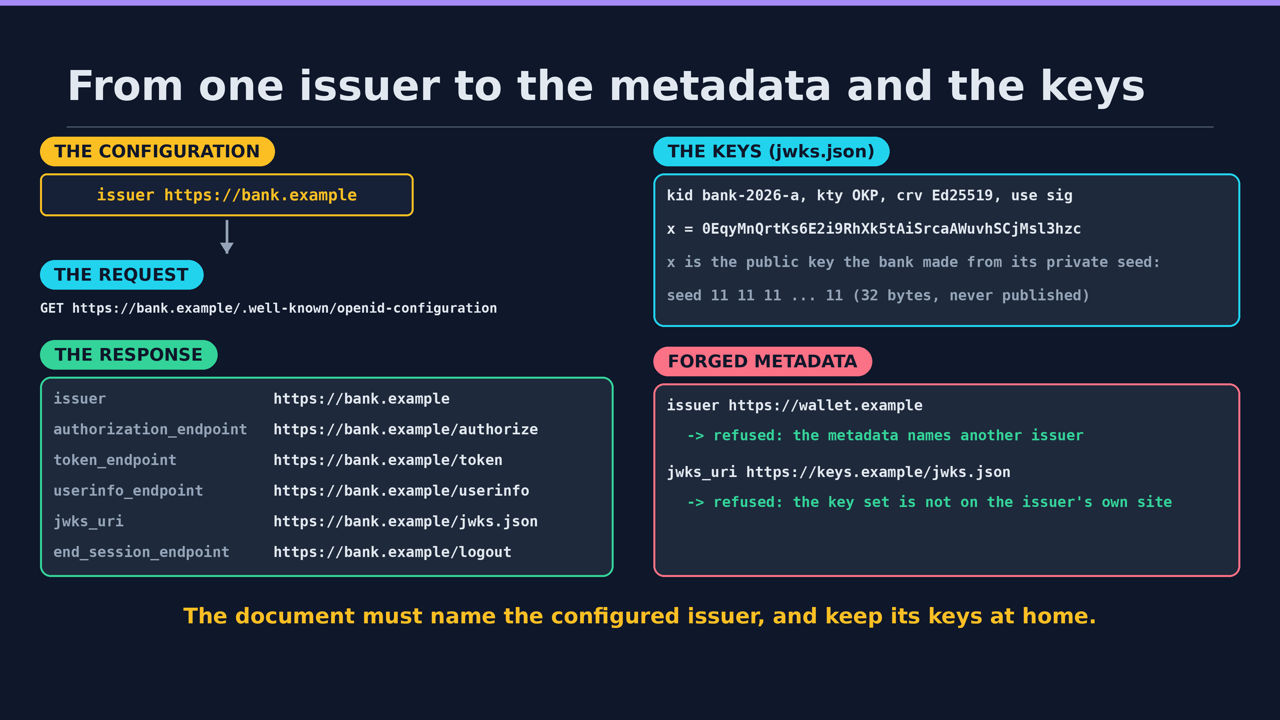 From one issuer to the metadata and the keys
THE CONFIGURATION
issuer https://bank.example
THE REQUEST
GET https://bank.example/.well-known/openid-configuration
THE RESPONSE
issuer https://bank.example
authorization_endpoint https://bank.example/authorize
token_endpoint https://bank.example/token
userinfo_endpoint https://bank.example/userinfo
jwks_uri https://bank.example/jwks.json
end_session_endpoint https://bank.example/logout
THE KEYS (jwks.json)
kid bank-2026-a, kty OKP, crv Ed25519, use sig
x = 0EqyMnQrtKs6E2i9RhXk5tAiSrcaAWuvhSCjMsl3hzc
x is the public key the bank made from its private seed:
seed 11 11 11 ... 11 (32 bytes, never published)
FORGED METADATA
issuer https://wallet.example
-> refused: the metadata names another issuer
jwks_uri https://keys.example/jwks.json
-> refused: the key set is not on the issuer's own site
The document must name the configured issuer, and keep its keys at home.